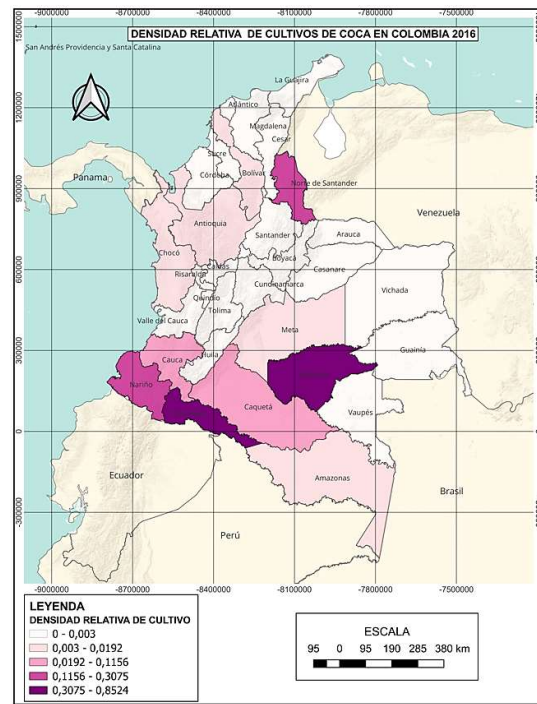 -9000000 -8700000 -8400000 -8100000 -7800000 -7500000
DENSIDAD RELATIVA DE CULTIVOS DE COCA EN COLOMBIA 2016
1500000
San Andrés Providencia y Santa Catalina
La Guajira
1200000
Atlántico
Magdalena
Cesar
Sucre
Panama
Córdoba
Bolívar
Norte de Santander
900000
Venezuela
Antioquia
Santander
Arauca
Chocó
Boyacá
Caldas
Casanare
600000
Risaralda
Cundinamarca
Quindío
Vichada
Tolima
Valle del Cauca
Meta
300000
Cauca
Huila
Guainía
Nariño
Caquetá
Vaupés
0
Ecuador
Amazonas
Brasil
-300000
Perú
-9000000 -8700000 -8400000 -8100000 -7800000 -7500000
LEYENDA
DENSIDAD RELATIVA DE CULTIVO
0 - 0,003
0,003 - 0,0192
0,0192 - 0,1156
0,1156 - 0,3075
0,3075 - 0,8524
ESCALA
95 0 95 190 285 380 km